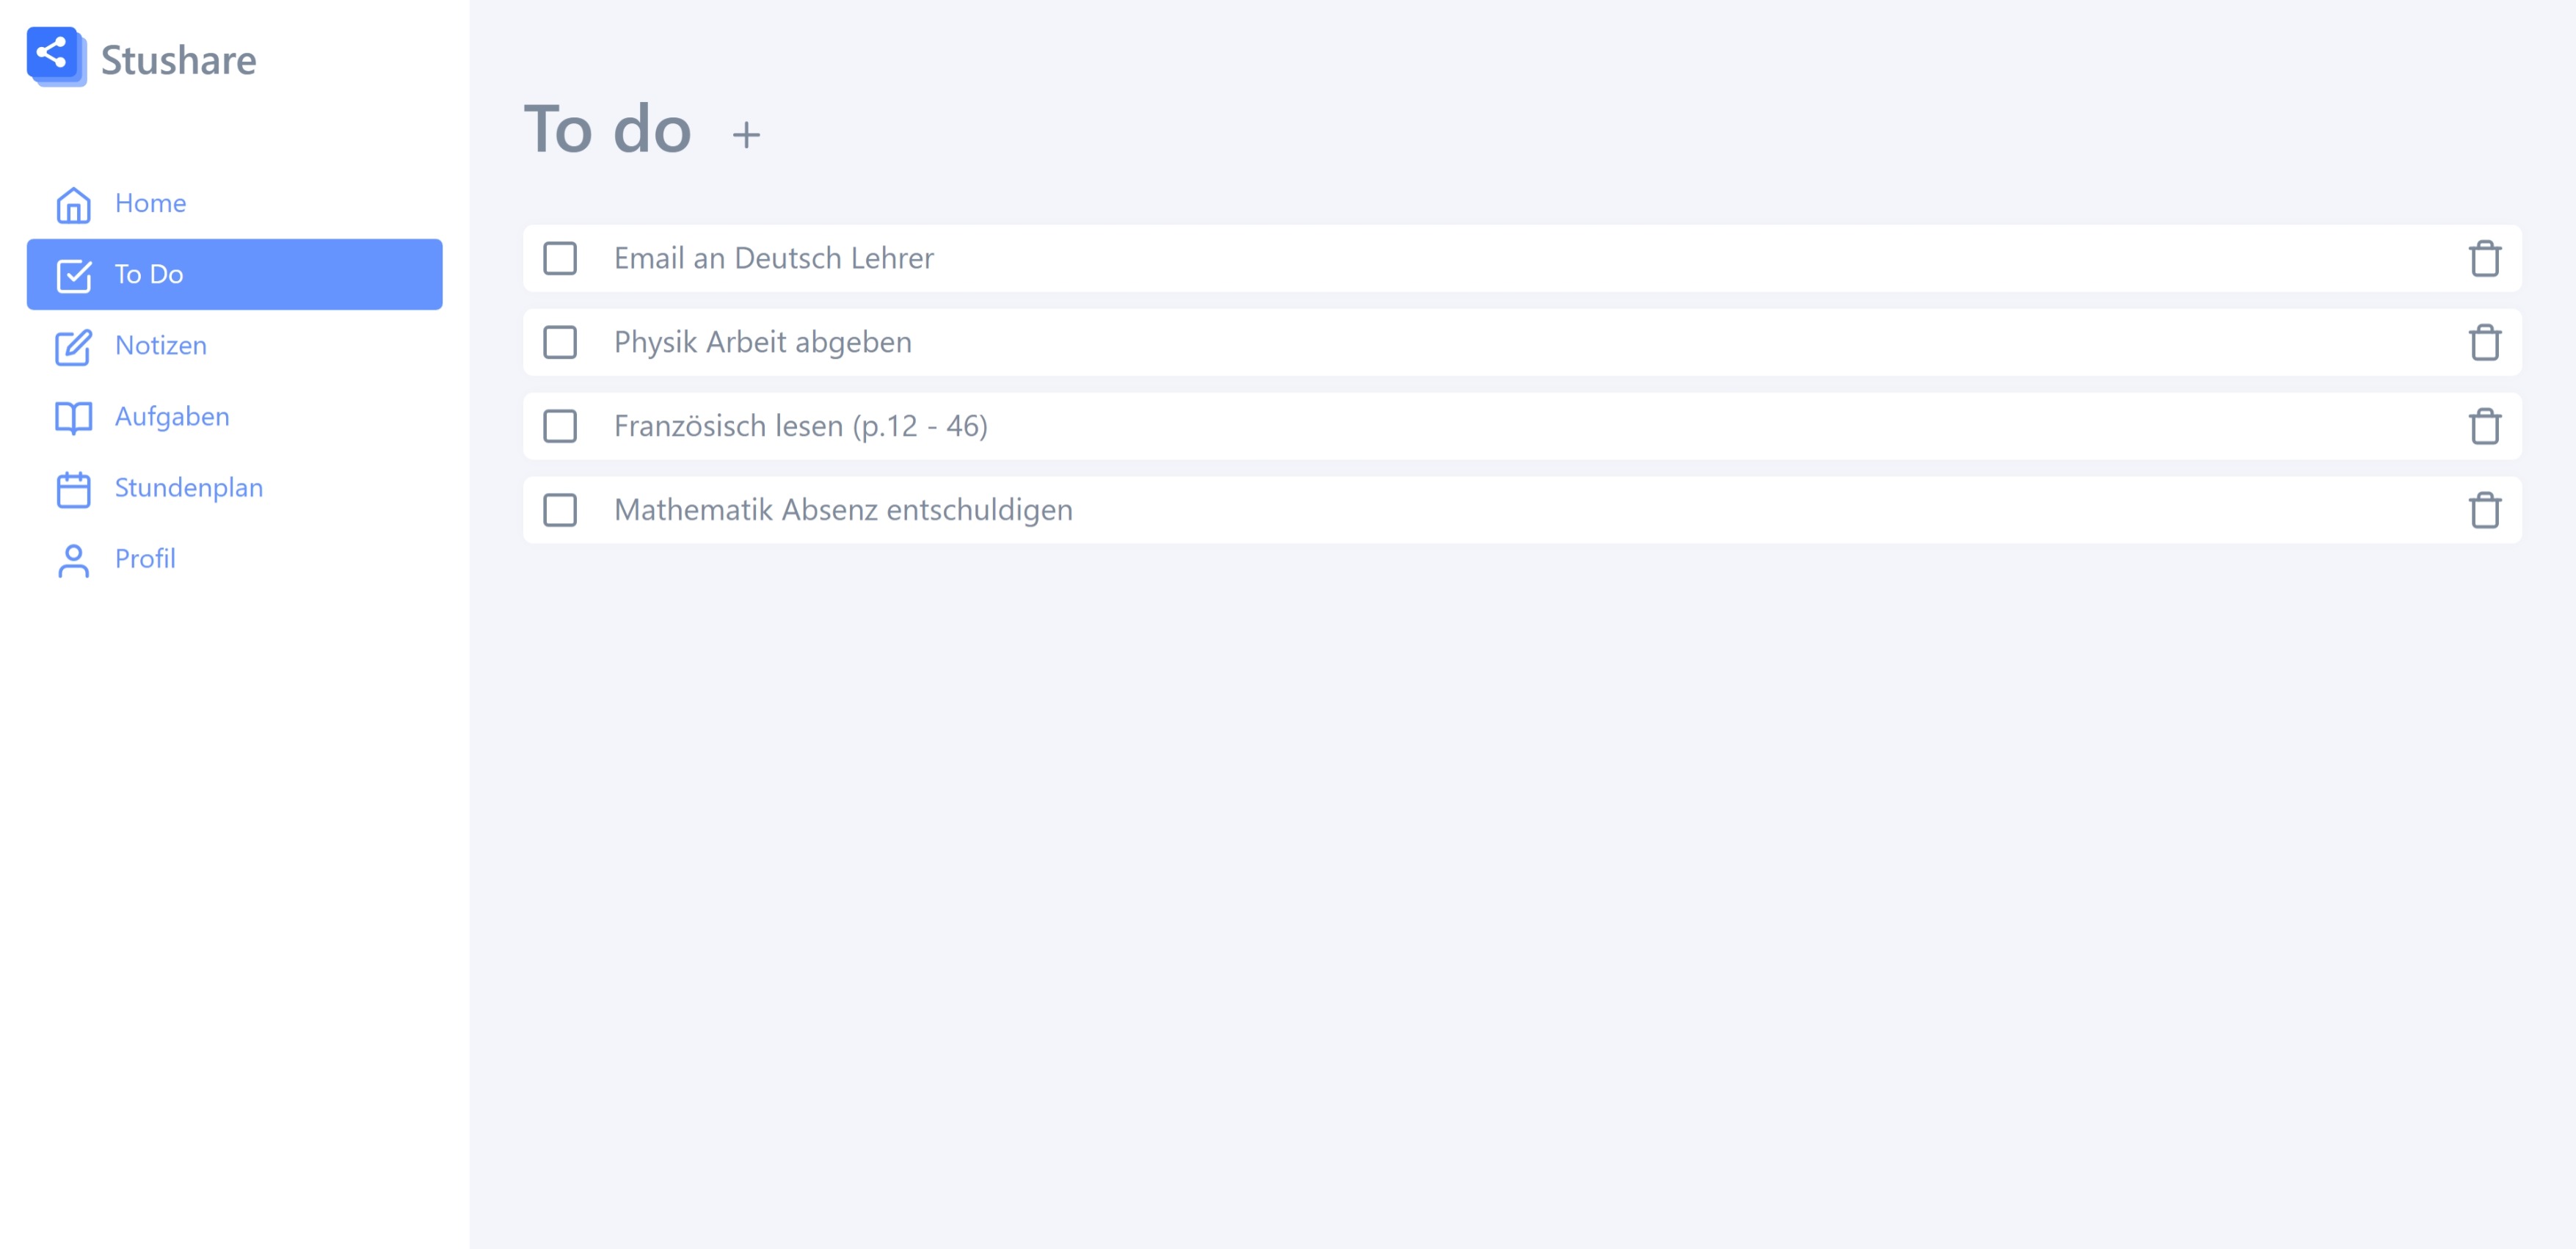 Stushare
Home
To Do
Notizen
Aufgaben
Stundenplan
Profil
To do +
Email an Deutsch Lehrer
Physik Arbeit abgeben
Französisch lesen (p.12 - 46)
Mathematik Absenz entschuldigen